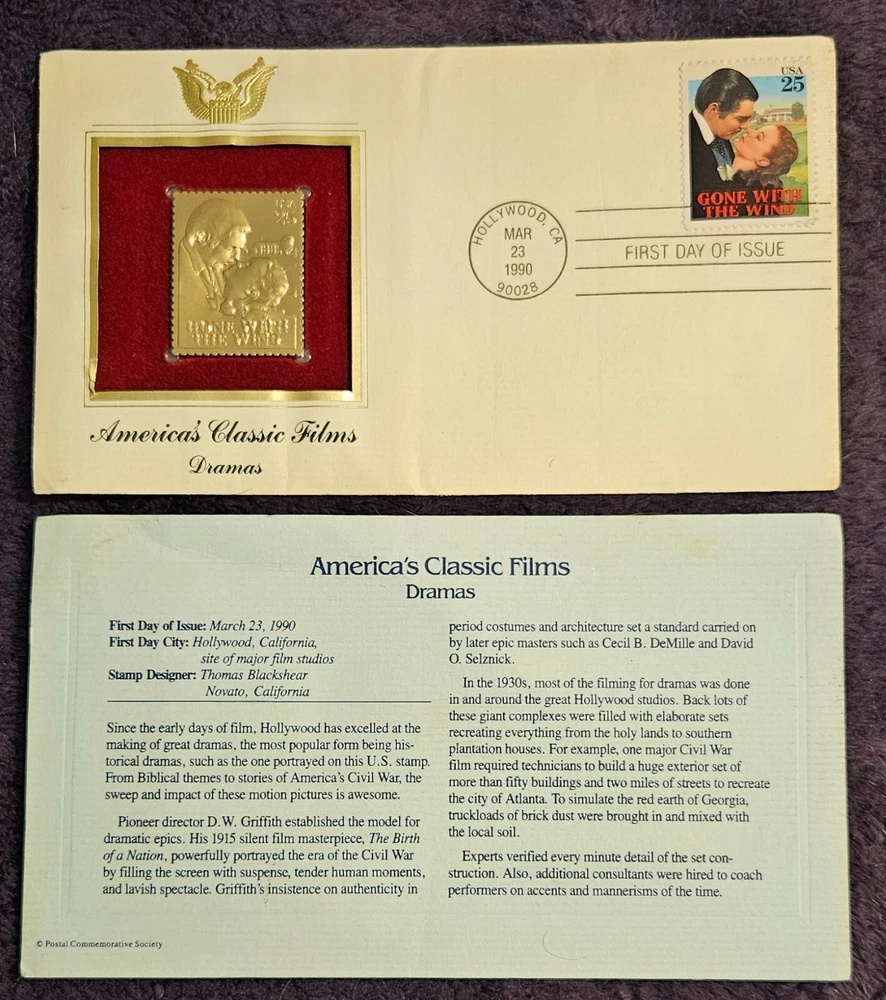 USA
25
GONE WITH
THE WIND
USA
25
GONE WITH
THE WIND
HOLLYWOOD, CA
MAR
23
1990
90028
FIRST DAY OF ISSUE
America's Classic Films
Dramas
America's Classic Films
Dramas
First Day of Issue: March 23, 1990
First Day City: Hollywood, California,
site of major film studios
Stamp Designer: Thomas Blackshear
Novato, California
Since the early days of film, Hollywood has excelled at the
making of great dramas, the most popular form being his-
torical dramas, such as the one portrayed on this U.S. stamp.
From Biblical themes to stories of America's Civil War, the
sweep and impact of these motion pictures is awesome.
Pioneer director D.W. Griffith established the model for
dramatic epics. His 1915 silent film masterpiece, The Birth
of a Nation, powerfully portrayed the era of the Civil War
by filling the screen with suspense, tender human moments,
and lavish spectacle. Griffith's insistence on authenticity in
period costumes and architecture set a standard carried on
by later epic masters such as Cecil B. DeMille and David
O. Selznick.
In the 1930s, most of the filming for dramas was done
in and around the great Hollywood studios. Back lots of
these giant complexes were filled with elaborate sets
recreating everything from the holy lands to southern
plantation houses. For example, one major Civil War
film required technicians to build a huge exterior set of
more than fifty buildings and two miles of streets to recreate
the city of Atlanta. To simulate the red earth of Georgia,
truckloads of brick dust were brought in and mixed with
the local soil.
Experts verified every minute detail of the set con-
struction. Also, additional consultants were hired to coach
performers on accents and mannerisms of the time.
© Postal Commemorative Society